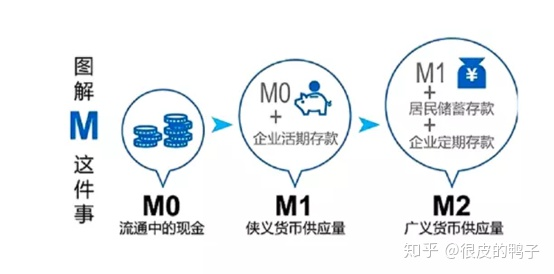 图解M这件事
M0
流通中的现金
M0
+
企业活期存款
M1
侠义货币供应量
M1
¥
+
居民储蓄存款
+
企业定期存款
M2
广义货币供应量
知乎 @很皮的鸭子